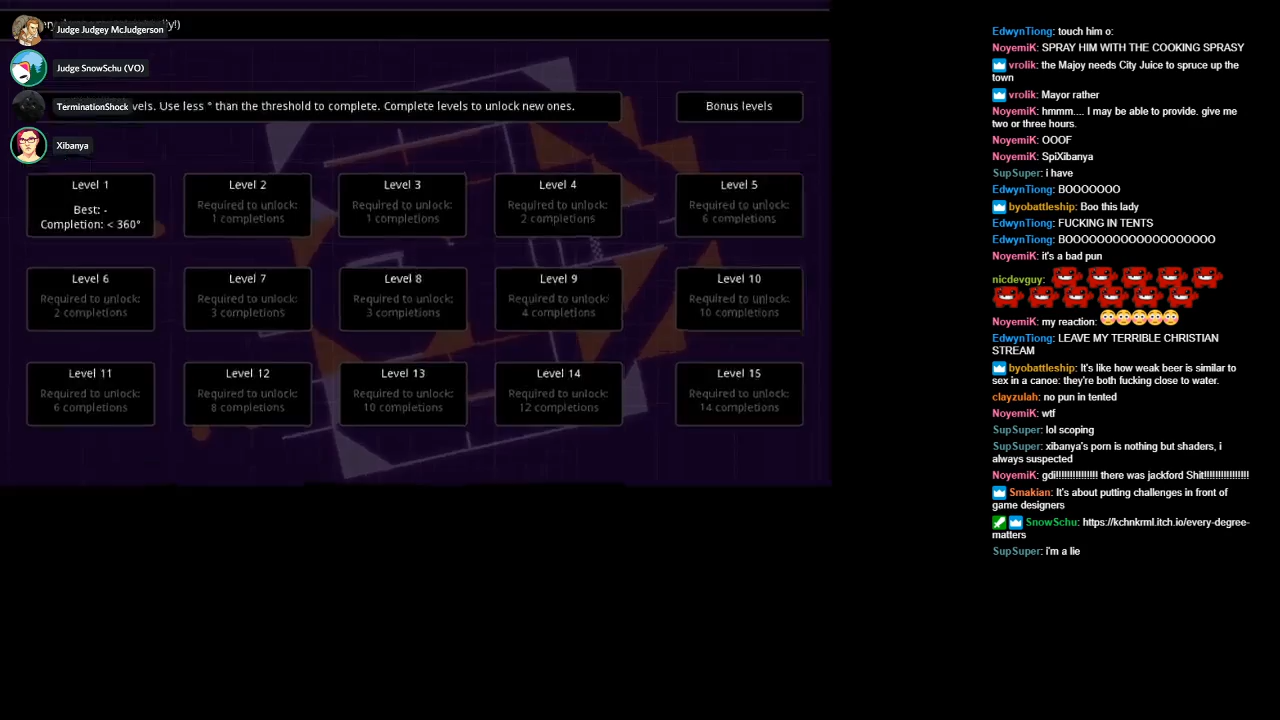 ly!)
Judge Judgey McJudgerson
Judge SnowSchu (VO)
TerminationShock
vels. Use less ° than the threshold to complete. Complete levels to unlock new ones.
Bonus levels
Xibanya
Level 1
Best: -
Completion: < 360°
Level 2
Required to unlock:
1 completions
Level 3
Required to unlock:
1 completions
Level 4
Required to unlock:
2 completions
Level 5
Required to unlock:
6 completions
Level 6
Required to unlock:
2 completions
Level 7
Required to unlock:
3 completions
Level 8
Required to unlock:
3 completions
Level 9
Required to unlock:
4 completions
Level 10
Required to unlock:
10 completions
Level 11
Required to unlock:
6 completions
Level 12
Required to unlock:
8 completions
Level 13
Required to unlock:
10 completions
Level 14
Required to unlock:
12 completions
Level 15
Required to unlock:
14 completions
EdwynTiong: touch him o:
NoyemiK: SPRAY HIM WITH THE COOKING SPRASY
vrolik: the Majoy needs City Juice to spruce up the
town
vrolik: Mayor rather
NoyemiK: hmmm.... I may be able to provide. give me
two or three hours.
NoyemiK: OOOF
NoyemiK: SpiXibanya
SupSuper: i have
EdwynTiong: BOOOOOOO
byobattleship: Boo this lady
EdwynTiong: FUCKING IN TENTS
EdwynTiong: BOOOOOOOOOOOOOOOOOOO
NoyemiK: it's a bad pun
nicdevguy:
NoyemiK: my reaction:
EdwynTiong: LEAVE MY TERRIBLE CHRISTIAN
STREAM
byobattleship: It's like how weak beer is similar to
sex in a canoe: they're both fucking close to water.
clayzulah: no pun in tented
NoyemiK: wtf
SupSuper: lol scoping
SupSuper: xibanya's porn is nothing but shaders, i
always suspected
NoyemiK: gdi!!!!!!!!!!!!!!! there was jackford Shit!!!!!!!!!!!!!!!!
Smakian: It's about putting challenges in front of
game designers
SnowSchu: https://kchnkrml.itch.io/every-degree-
matters
SupSuper: i'm a lie